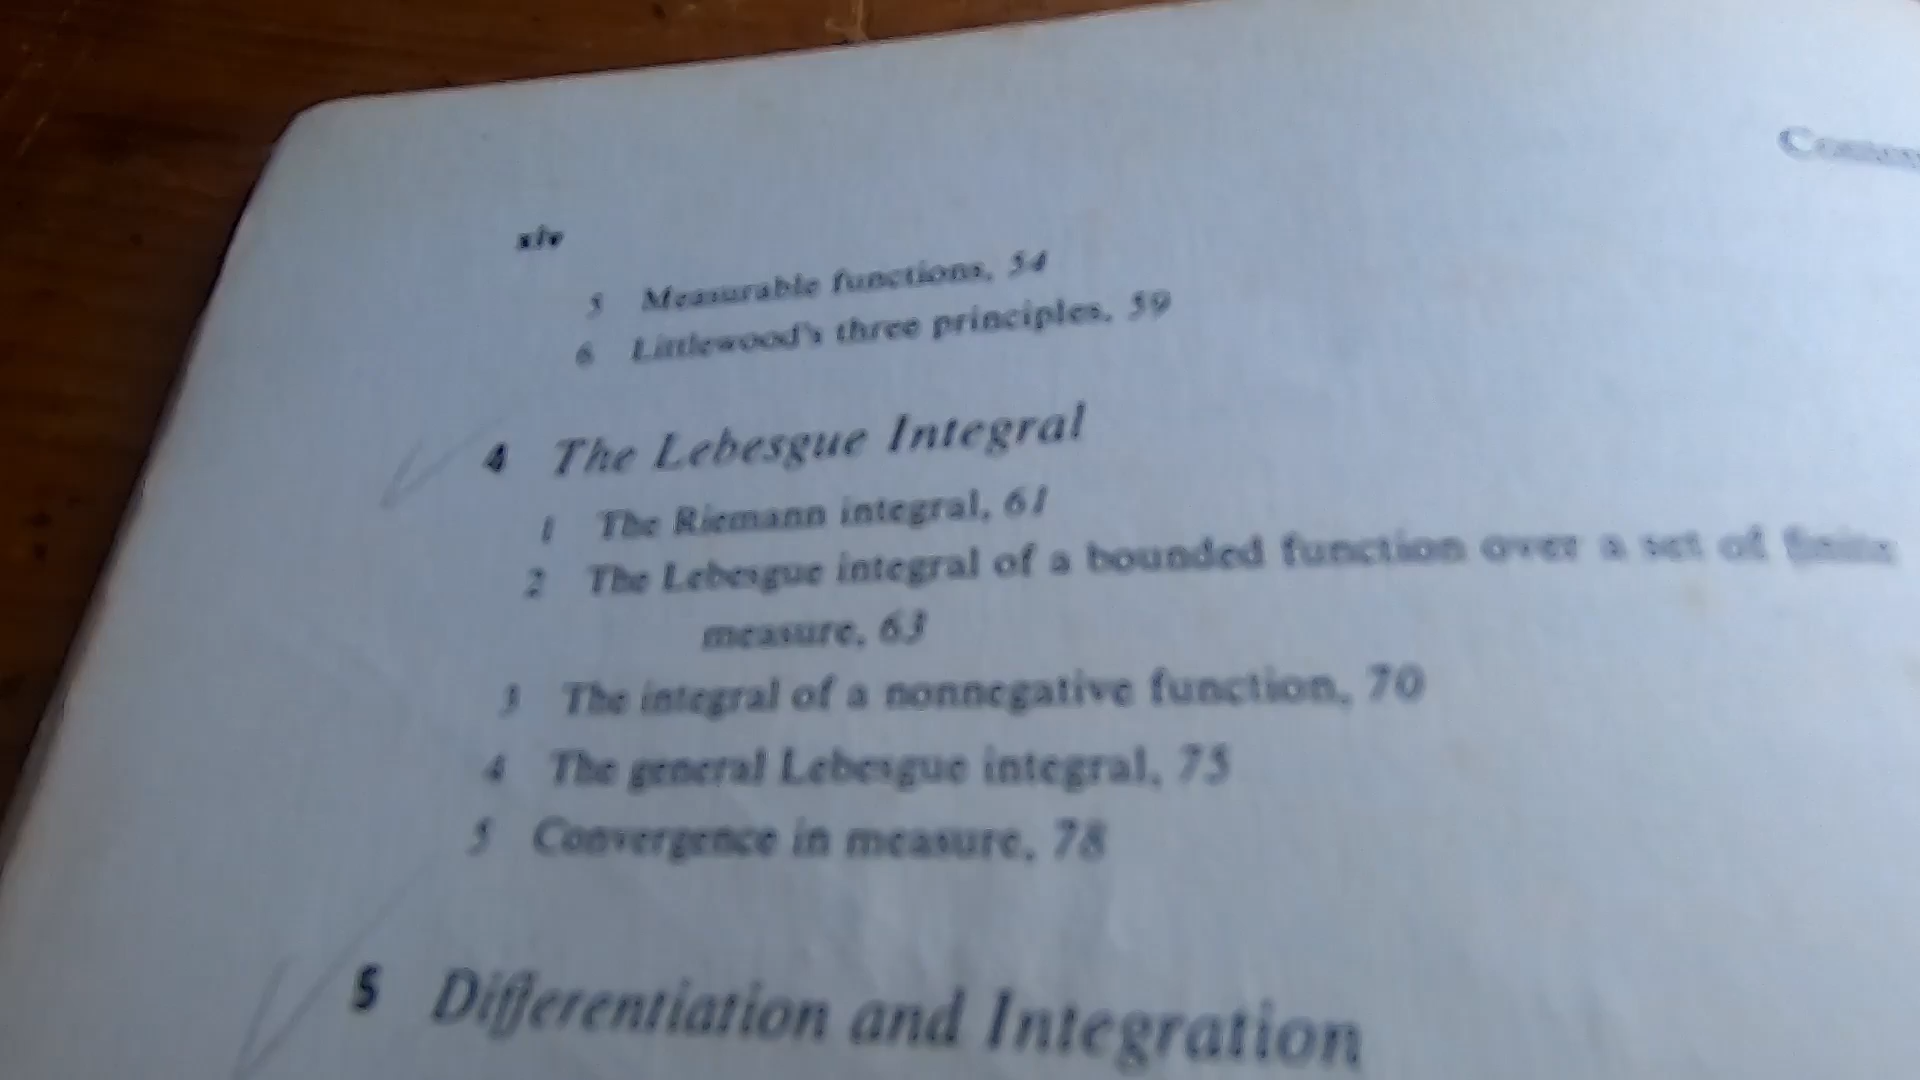 Conten
xiv
5 Measurable functions, 54
6 Littlewood's three principles, 59
4 The Lebesgue Integral
1 The Riemann integral, 61
2 The Lebesgue integral of a bounded function over a set of finite
measure, 63
3 The integral of a nonnegative function, 70
4 The general Lebesgue integral, 75
5 Convergence in measure, 78
5 Differentiation and Integration